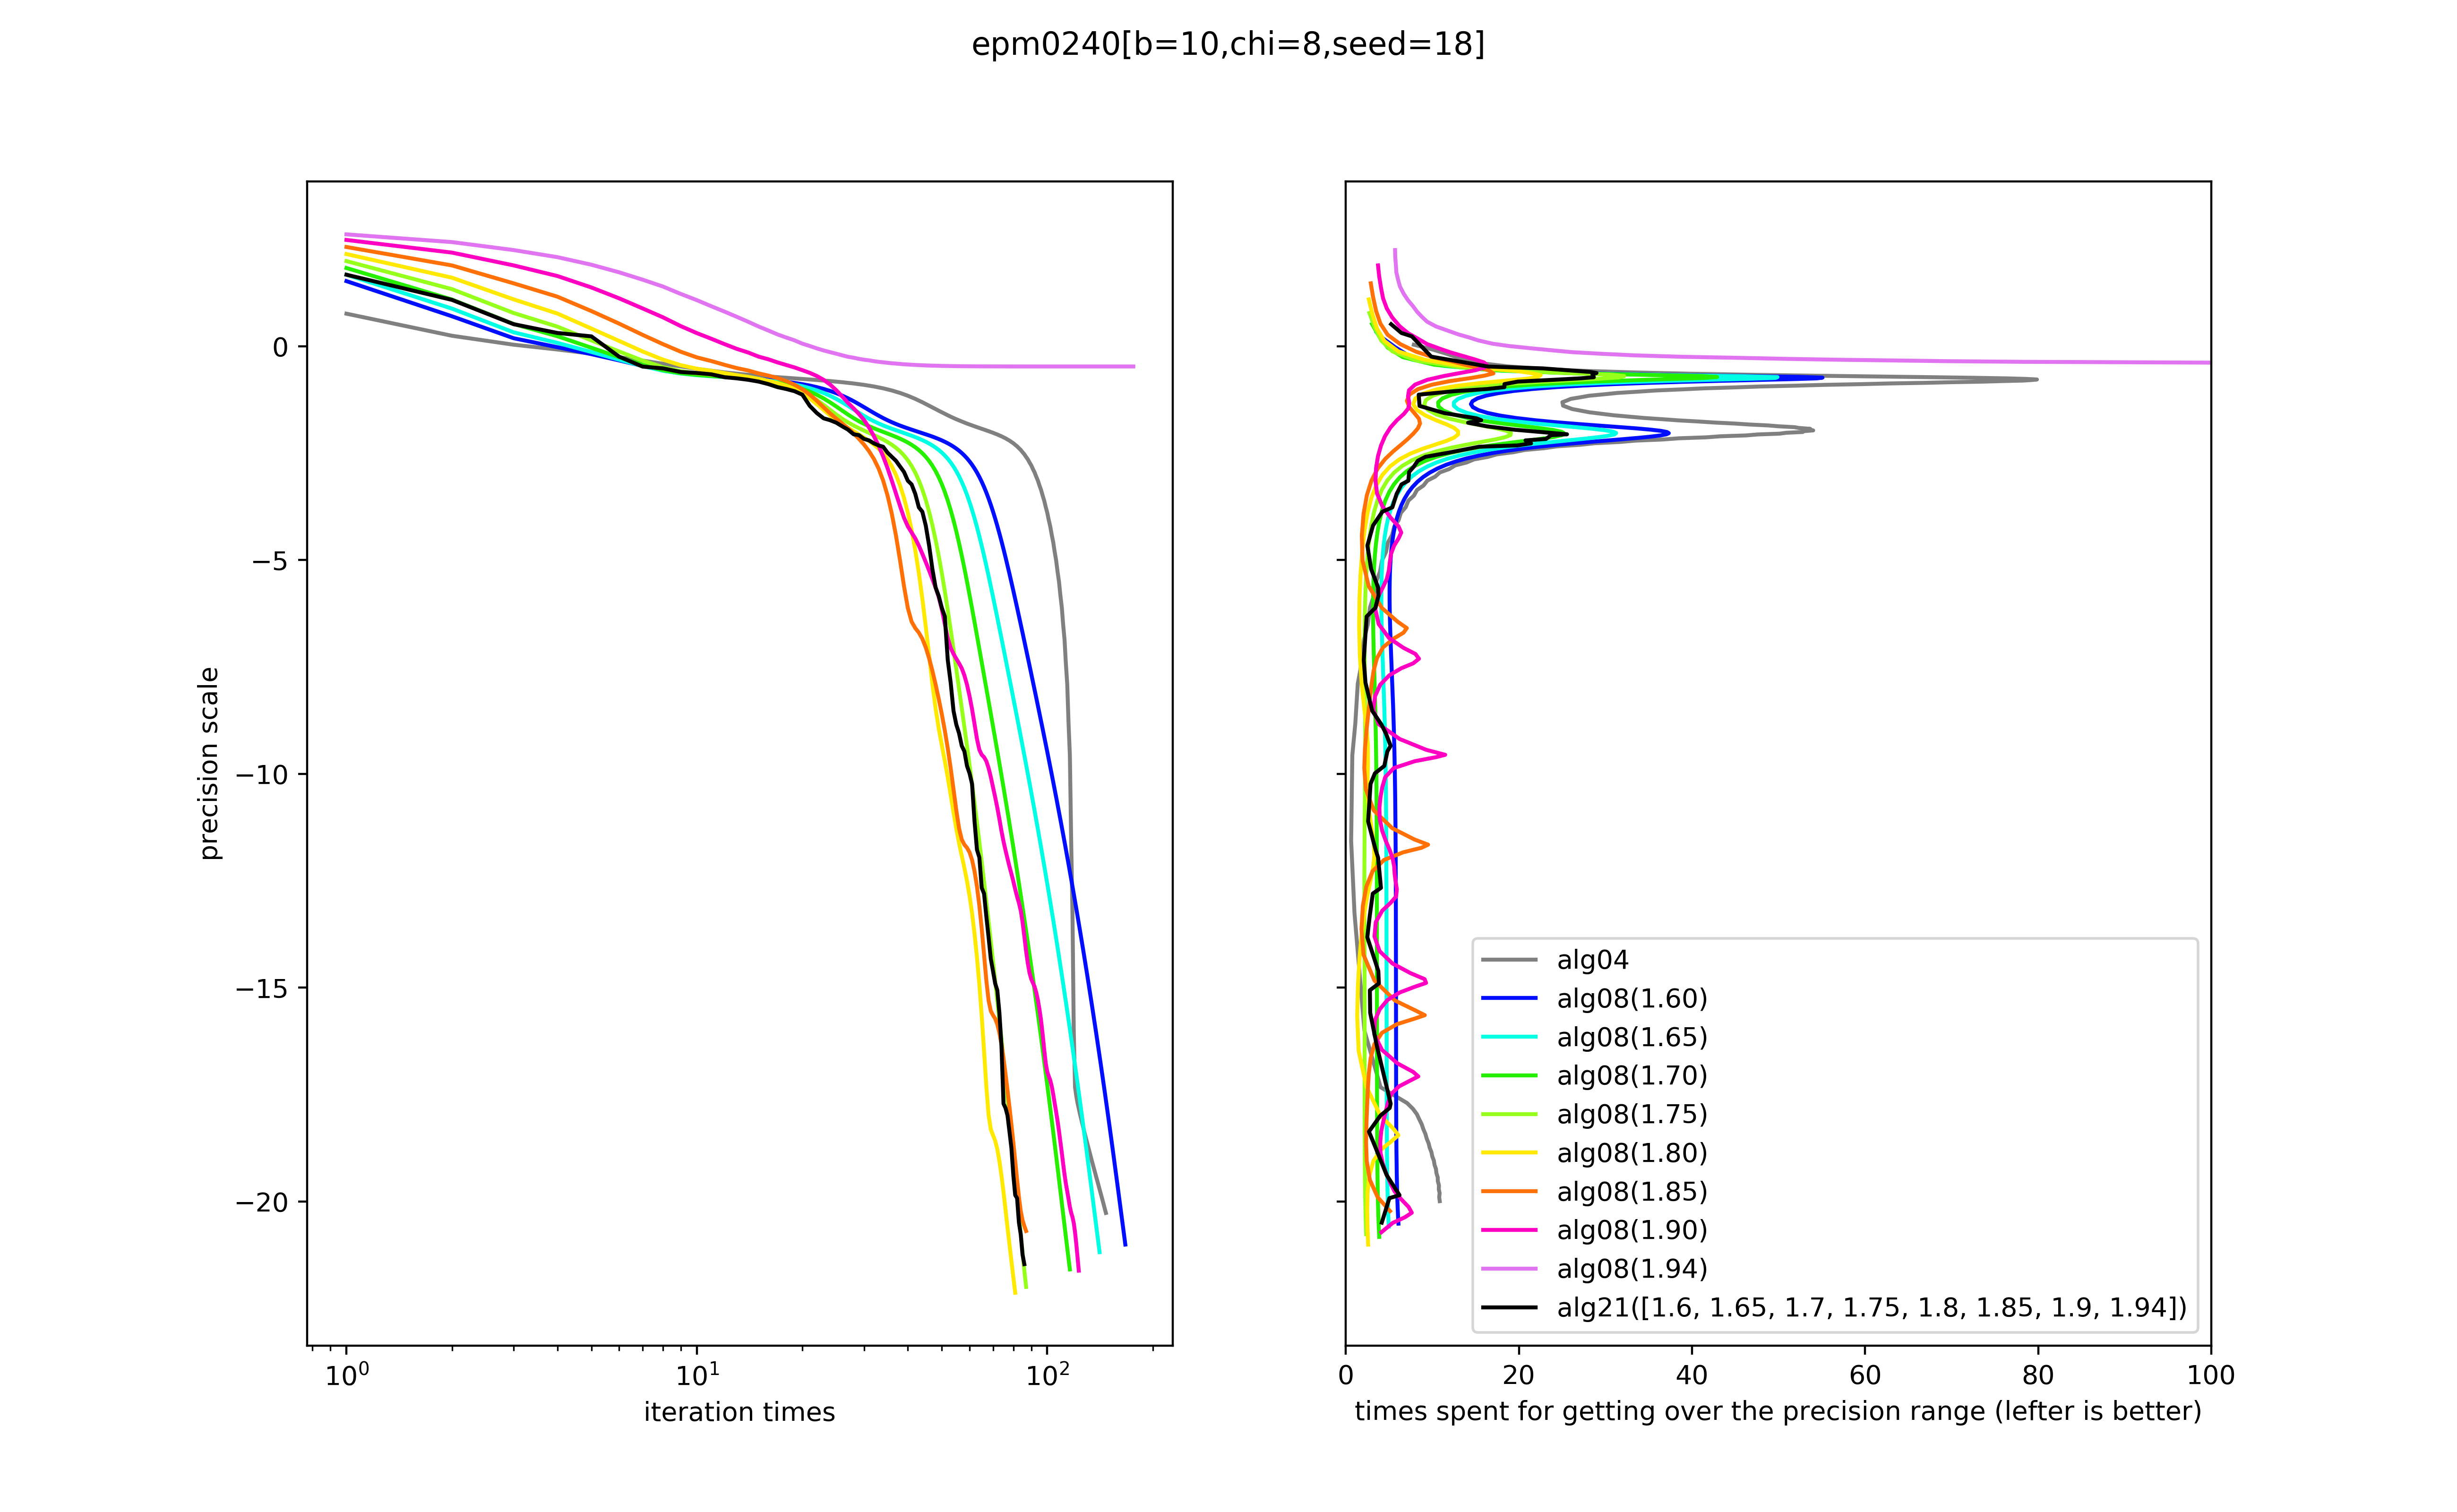 epm0240[b=10,chi=8,seed=18]
precision scale
0
−5
−10
−15
−20
10⁰
10¹
10²
iteration times
0
20
40
60
80
100
times spent for getting over the precision range (lefter is better)
alg04
alg08(1.60)
alg08(1.65)
alg08(1.70)
alg08(1.75)
alg08(1.80)
alg08(1.85)
alg08(1.90)
alg08(1.94)
alg21([1.6, 1.65, 1.7, 1.75, 1.8, 1.85, 1.9, 1.94])